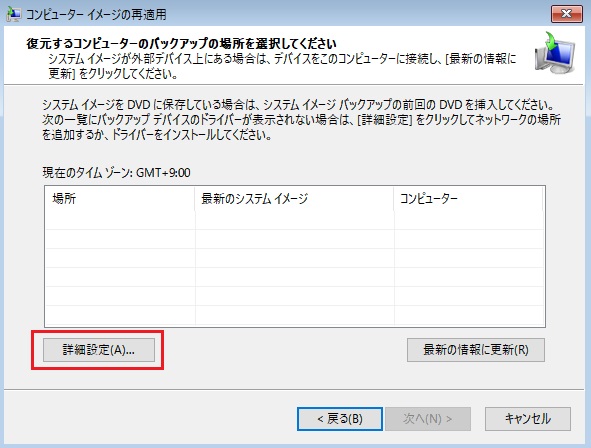 コンピューター イメージの再適用
復元するコンピューターのバックアップの場所を選択してください
システム イメージが外部デバイス上にある場合は、デバイスをこのコンピューターに接続し、[最新の情報に
更新] をクリックしてください。
システム イメージを DVD に保存している場合は、システム イメージ バックアップの前回の DVD を挿入してください。
次の一覧にバックアップ デバイスのドライバーが表示されない場合は、[詳細設定] をクリックしてネットワークの場所
を追加するか、ドライバーをインストールしてください。
現在のタイム ゾーン: GMT+9:00
場所 最新のシステム イメージ コンピューター
詳細設定(A)... 最新の情報に更新(R)
< 戻る(B) 次へ(N) > キャンセル